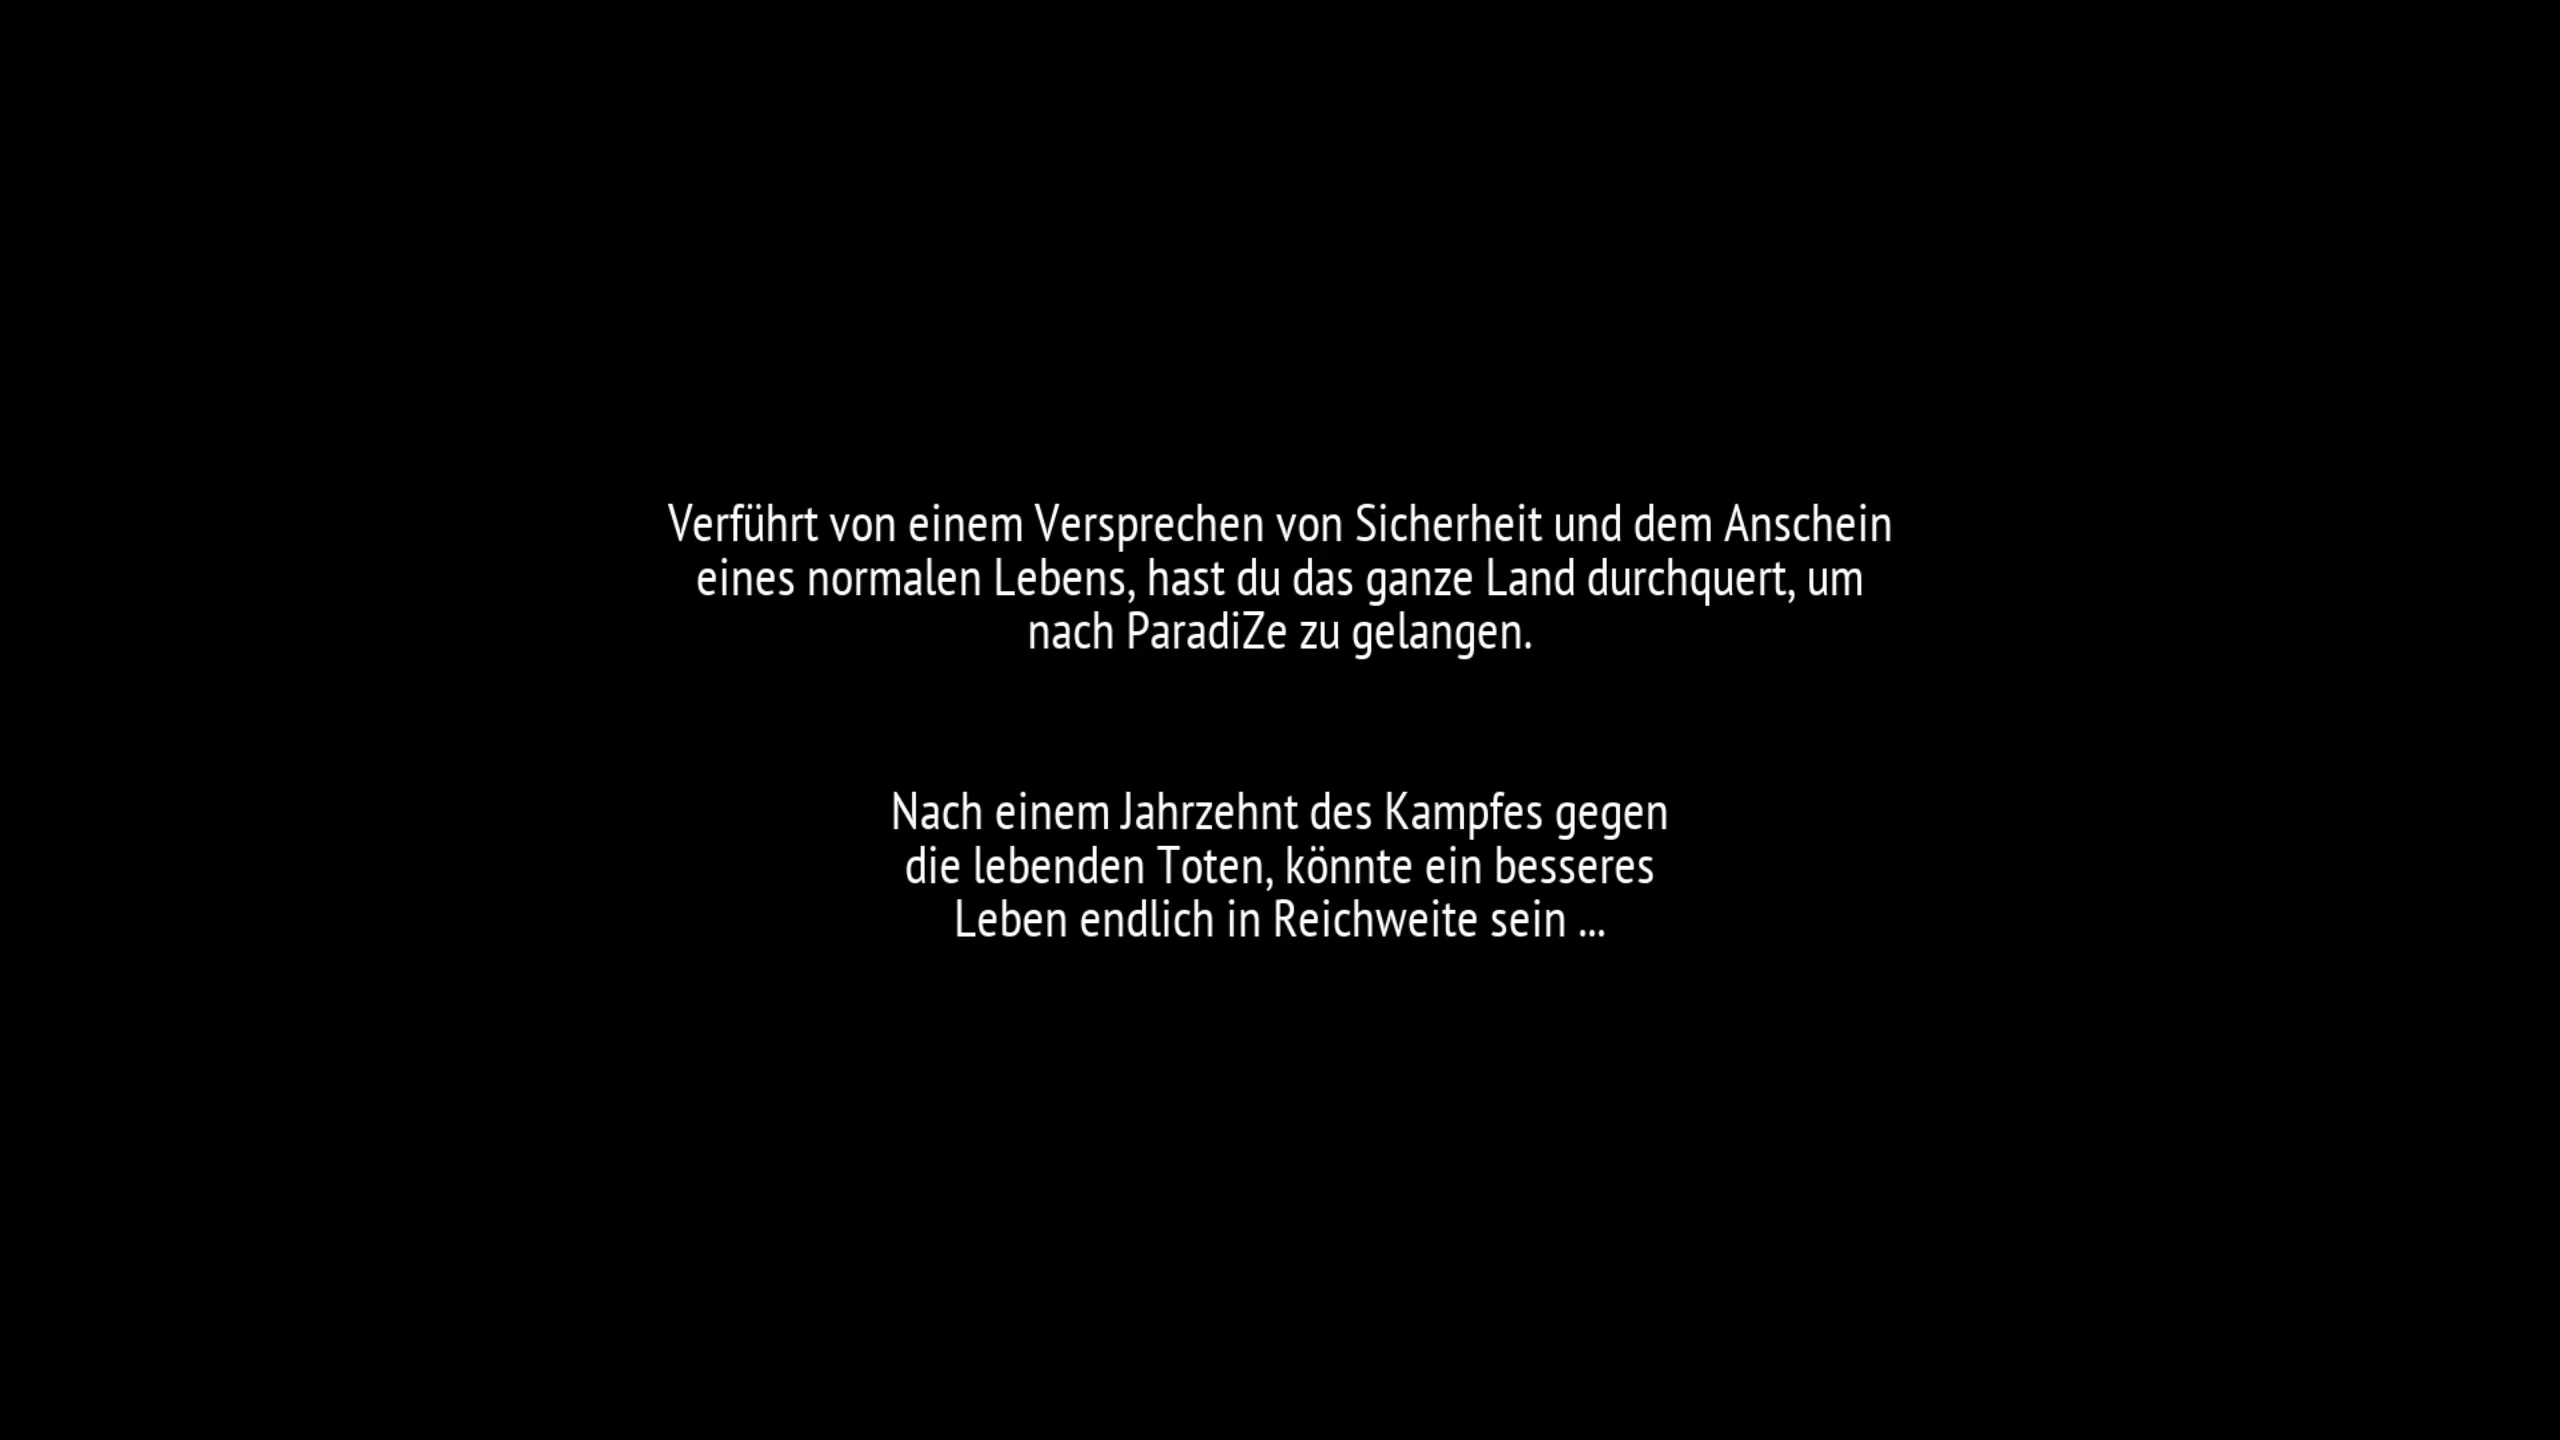 Verführt von einem Versprechen von Sicherheit und dem Anschein
eines normalen Lebens, hast du das ganze Land durchquert, um
nach ParadiZe zu gelangen.
Nach einem Jahrzehnt des Kampfes gegen
die lebenden Toten, könnte ein besseres
Leben endlich in Reichweite sein ...